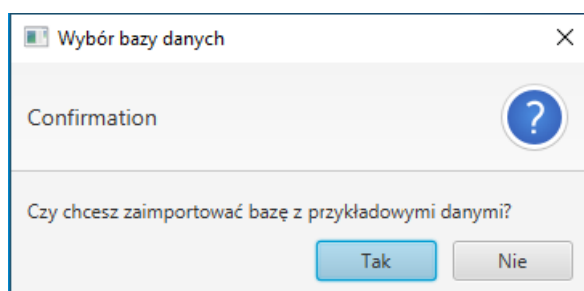 Wybór bazy danych
Confirmation
?
Czy chcesz zaimportować bazę z przykładowymi danymi?
Tak Nie